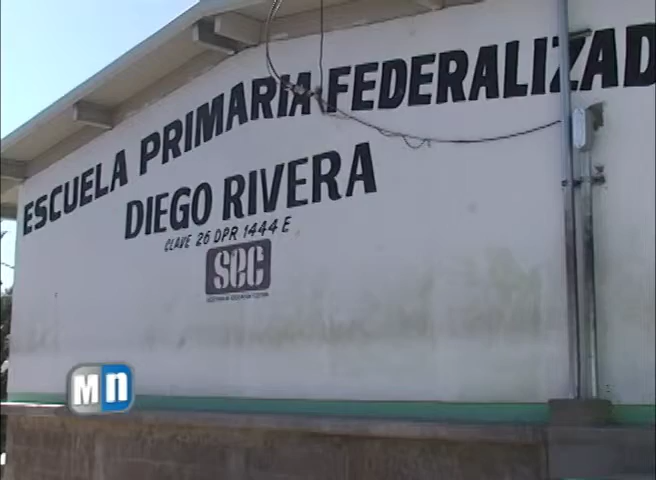 ESCUELA PRIMARIA FEDERALIZAD
DIEGO RIVERA
CLAVE 26 DPR 1444 E
sec
Mn